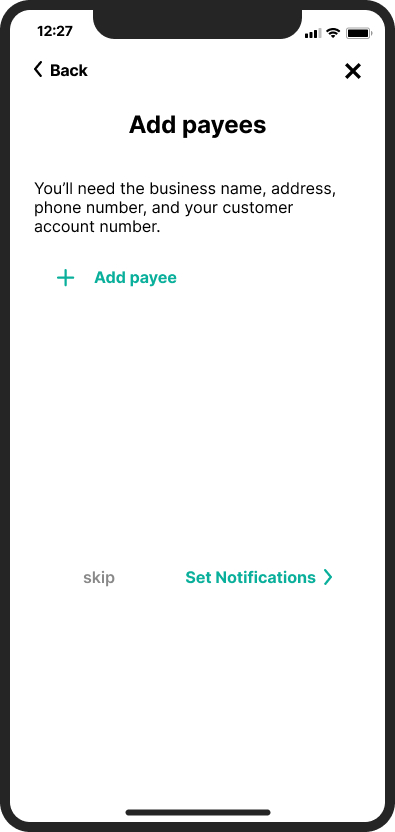 12:27
Back
Add payees
You’ll need the business name, address,
phone number, and your customer
account number.
Add payee
skip
Set Notifications